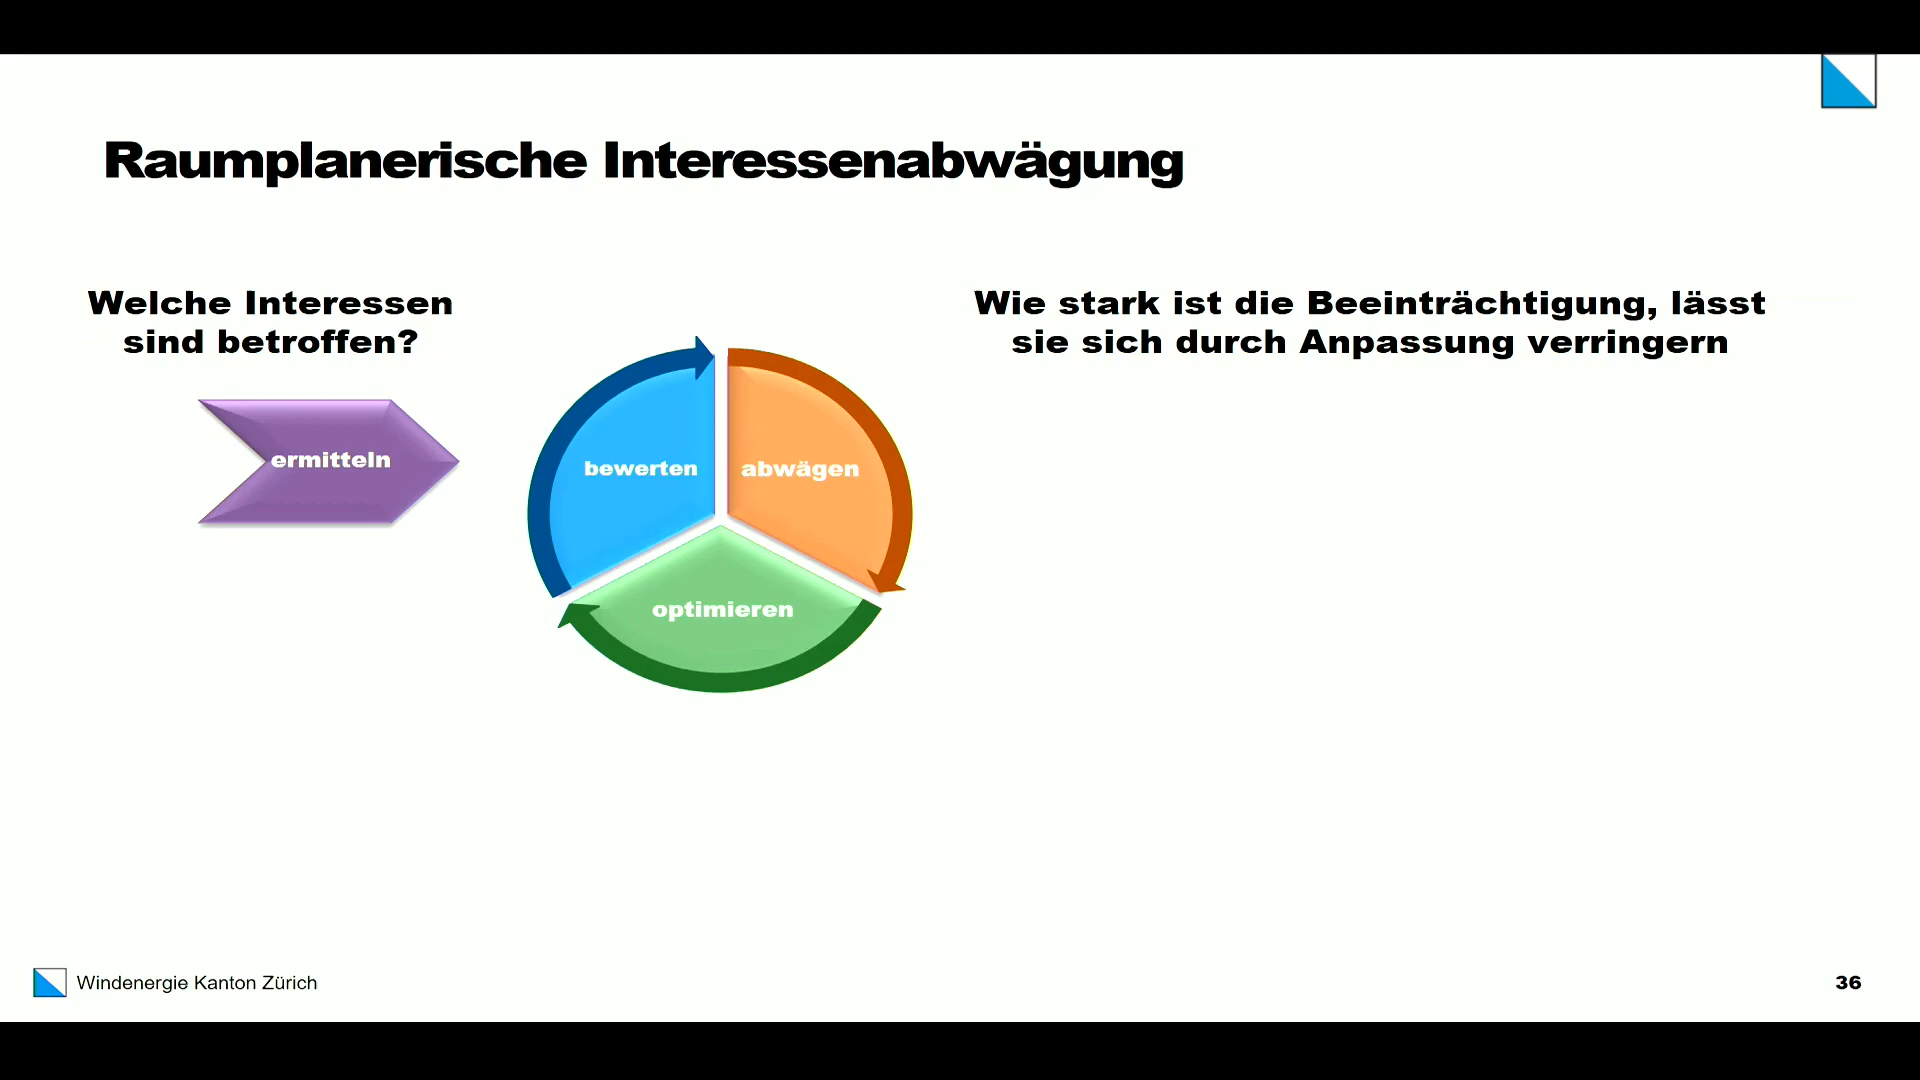 Raumplanerische Interessenabwägung
Welche Interessen
sind betroffen?
Wie stark ist die Beeinträchtigung, lässt
sie sich durch Anpassung verringern
ermitteln
bewerten
abwägen
optimieren
Windenergie Kanton Zürich
36